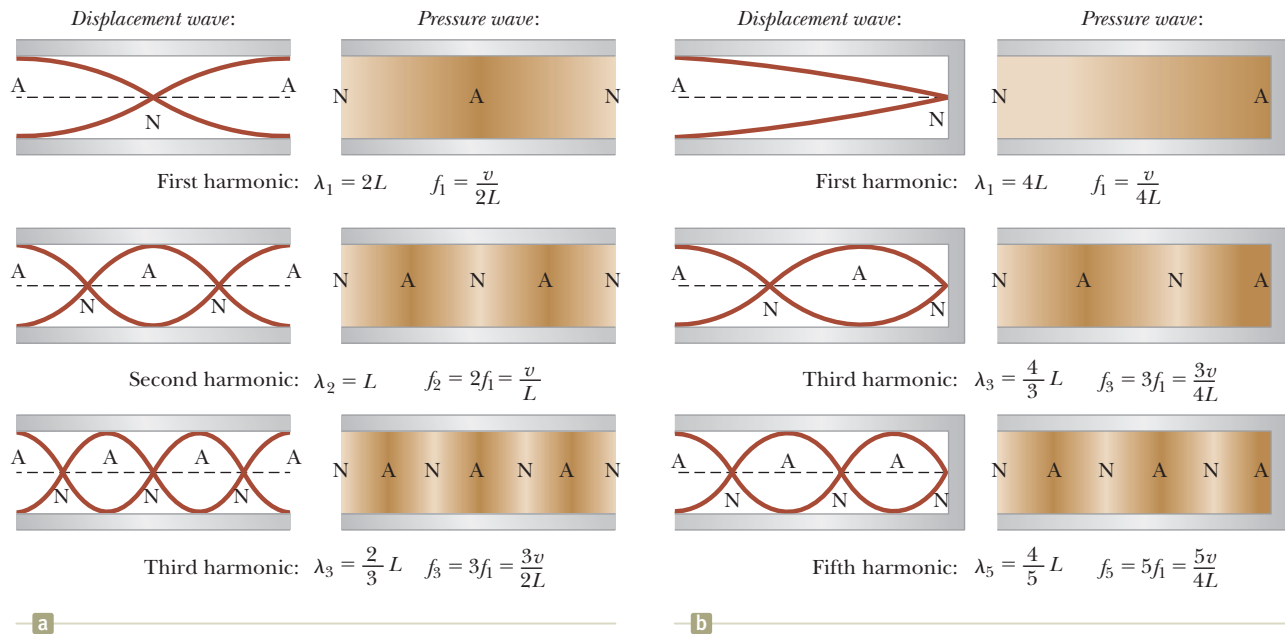 Displacement wave: Pressure wave:
A A N N A N
First harmonic: λ₁ = 2L f₁ = v/2L
A A A N N N A N A N
Second harmonic: λ₂ = L f₂ = 2f₁ = v/L
A A A A N N N N A N A N A N
Third harmonic: λ₃ = 2/3 L f₃ = 3f₁ = 3v/2L
a
Displacement wave: Pressure wave:
A N N A
First harmonic: λ₁ = 4L f₁ = v/4L
A A N N N A N A
Third harmonic: λ₃ = 4/3 L f₃ = 3f₁ = 3v/4L
A A A N N N N A N A N A
Fifth harmonic: λ₅ = 4/5 L f₅ = 5f₁ = 5v/4L
b